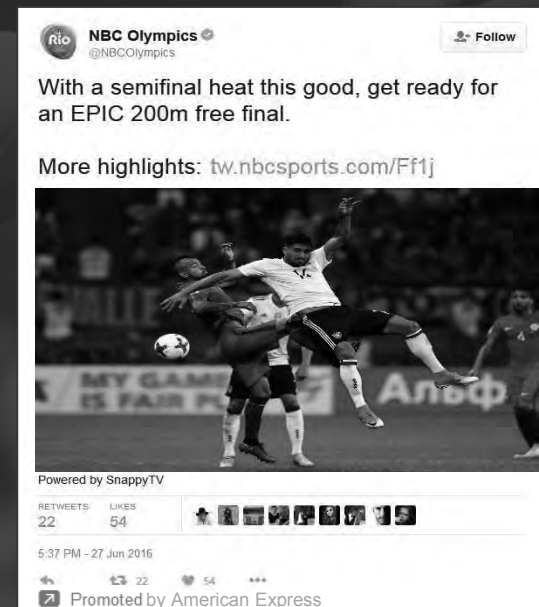 Rio
NBC Olympics
@NBCOlympics
Follow
With a semifinal heat this good, get ready for
an EPIC 200m free final.
More highlights: tw.nbcsports.com/Ff1j
MY GAME
IS FAIR
Альф
Powered by SnappyTV
RETWEETS
LIKES
22
54
5:37 PM - 27 Jun 2016
22
54
Promoted by American Express